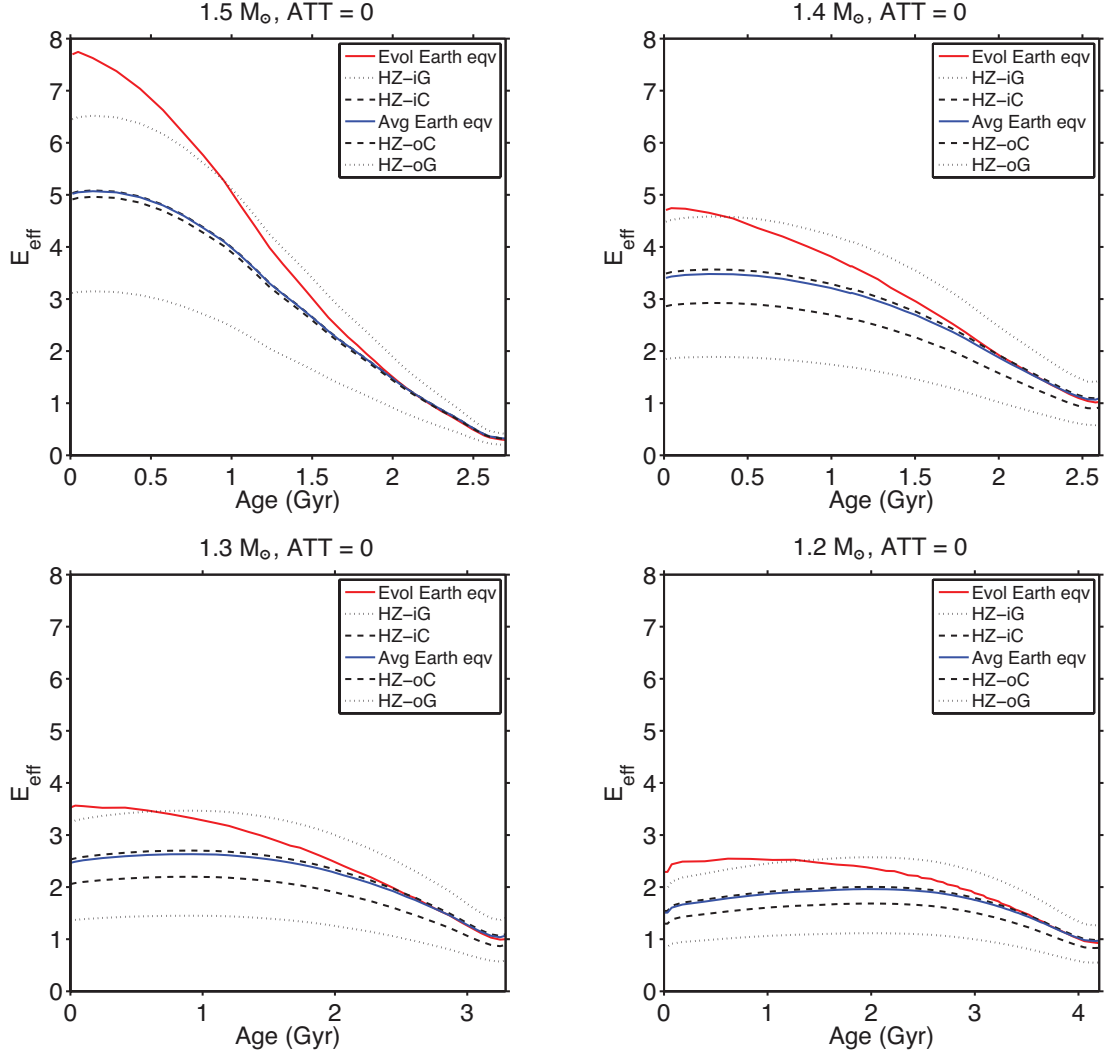 1.5 M⊙, ATT = 0
8
7
6
5
4
3
2
1
0
E_eff
Evol Earth eqv
HZ−iG
HZ−iC
Avg Earth eqv
HZ−oC
HZ−oG
0 0.5 1 1.5 2 2.5
Age (Gyr)
1.4 M⊙, ATT = 0
8
7
6
5
4
3
2
1
0
E_eff
Evol Earth eqv
HZ−iG
HZ−iC
Avg Earth eqv
HZ−oC
HZ−oG
0 0.5 1 1.5 2 2.5
Age (Gyr)
1.3 M⊙, ATT = 0
8
7
6
5
4
3
2
1
0
E_eff
Evol Earth eqv
HZ−iG
HZ−iC
Avg Earth eqv
HZ−oC
HZ−oG
0 1 2 3
Age (Gyr)
1.2 M⊙, ATT = 0
8
7
6
5
4
3
2
1
0
E_eff
Evol Earth eqv
HZ−iG
HZ−iC
Avg Earth eqv
HZ−oC
HZ−oG
0 1 2 3 4
Age (Gyr)